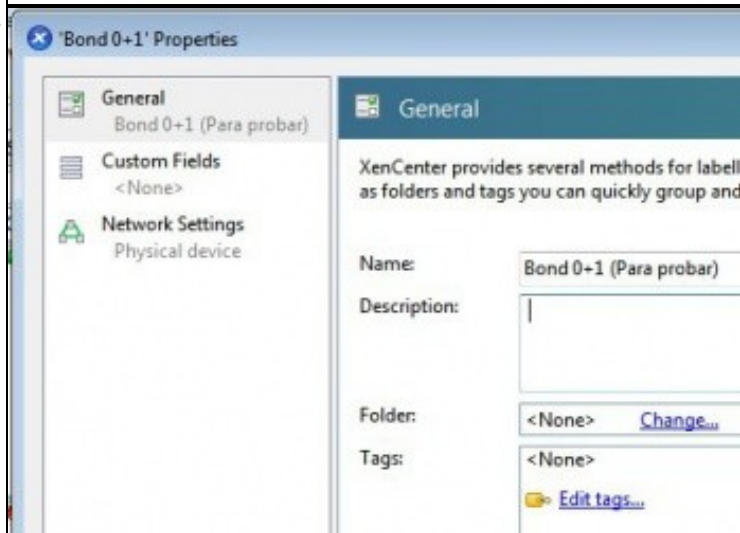 'Bond 0+1' Properties
General
Bond 0+1 (Para probar)
Custom Fields
<None>
Network Settings
Physical device
General
XenCenter provides several methods for labell
as folders and tags you can quickly group and
Name:
Bond 0+1 (Para probar)
Description:
Folder:
<None> Change...
Tags:
<None>
Edit tags...